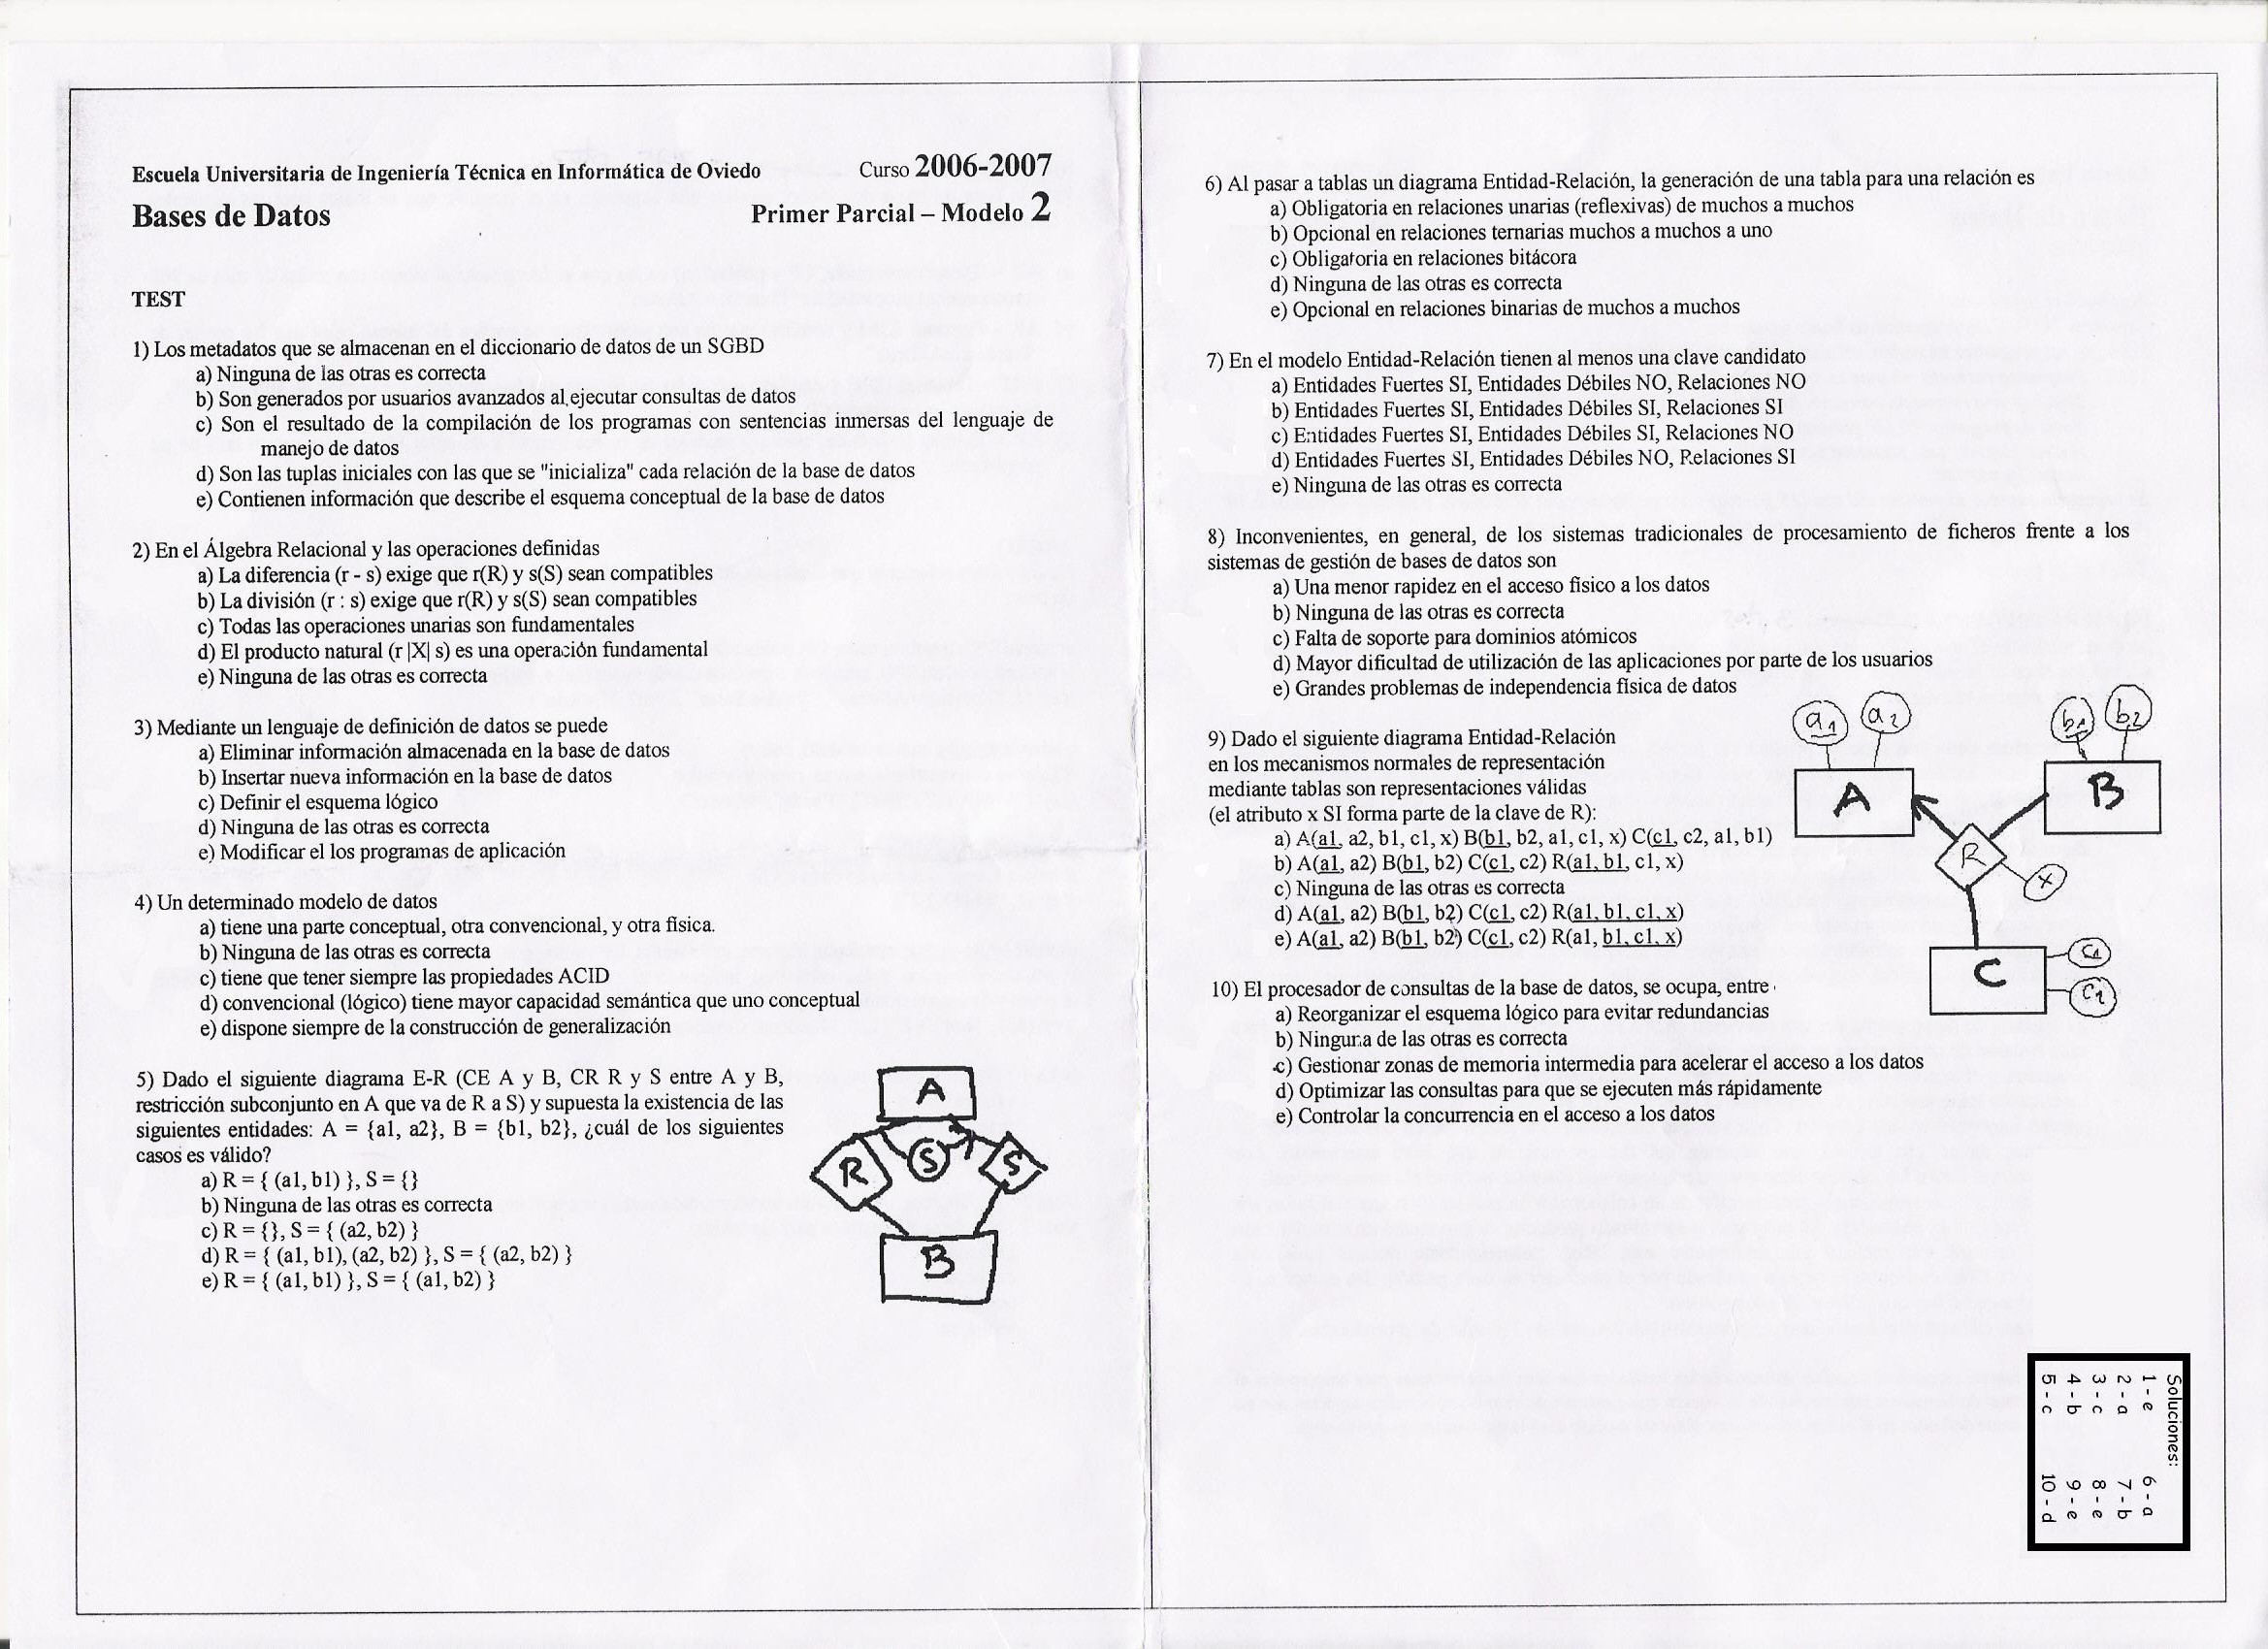 Escuela Universitaria de Ingeniería Técnica en Informática de Oviedo Curso 2006-2007
Bases de Datos Primer Parcial – Modelo 2
TEST
1) Los metadatos que se almacenan en el diccionario de datos de un SGBD
a) Ninguna de las otras es correcta
b) Son generados por usuarios avanzados al ejecutar consultas de datos
c) Son el resultado de la compilación de los programas con sentencias inmersas del lenguaje de
manejo de datos
d) Son las tuplas iniciales con las que se "inicializa" cada relación de la base de datos
e) Contienen información que describe el esquema conceptual de la base de datos
2) En el Álgebra Relacional y las operaciones definidas
a) La diferencia (r - s) exige que r(R) y s(S) sean compatibles
b) La división (r : s) exige que r(R) y s(S) sean compatibles
c) Todas las operaciones unarias son fundamentales
d) El producto natural (r |X| s) es una operación fundamental
e) Ninguna de las otras es correcta
3) Mediante un lenguaje de definición de datos se puede
a) Eliminar información almacenada en la base de datos
b) Insertar nueva información en la base de datos
c) Definir el esquema lógico
d) Ninguna de las otras es correcta
e) Modificar el los programas de aplicación
4) Un determinado modelo de datos
a) tiene una parte conceptual, otra convencional, y otra física.
b) Ninguna de las otras es correcta
c) tiene que tener siempre las propiedades ACID
d) convencional (lógico) tiene mayor capacidad semántica que uno conceptual
e) dispone siempre de la construcción de generalización
5) Dado el siguiente diagrama E-R (CE A y B, CR R y S entre A y B,
restricción subconjunto en A que va de R a S) y supuesta la existencia de las
siguientes entidades: A = {a1, a2}, B = {b1, b2}, ¿cuál de los siguientes
casos es válido?
a) R = { (a1, b1) }, S = {}
b) Ninguna de las otras es correcta
c) R = {}, S = { (a2, b2) }
d) R = { (a1, b1), (a2, b2) }, S = { (a2, b2) }
e) R = { (a1, b1) }, S = { (a1, b2) }
A
R S S
B
6) Al pasar a tablas un diagrama Entidad-Relación, la generación de una tabla para una relación es
a) Obligatoria en relaciones unarias (reflexivas) de muchos a muchos
b) Opcional en relaciones ternarias muchos a muchos a uno
c) Obligatoria en relaciones bitácora
d) Ninguna de las otras es correcta
e) Opcional en relaciones binarias de muchos a muchos
7) En el modelo Entidad-Relación tienen al menos una clave candidato
a) Entidades Fuertes SI, Entidades Débiles NO, Relaciones NO
b) Entidades Fuertes SI, Entidades Débiles SI, Relaciones SI
c) Entidades Fuertes SI, Entidades Débiles SI, Relaciones NO
d) Entidades Fuertes SI, Entidades Débiles NO, Relaciones SI
e) Ninguna de las otras es correcta
8) Inconvenientes, en general, de los sistemas tradicionales de procesamiento de ficheros frente a los
sistemas de gestión de bases de datos son
a) Una menor rapidez en el acceso físico a los datos
b) Ninguna de las otras es correcta
c) Falta de soporte para dominios atómicos
d) Mayor dificultad de utilización de las aplicaciones por parte de los usuarios
e) Grandes problemas de independencia física de datos
9) Dado el siguiente diagrama Entidad-Relación
en los mecanismos normales de representación
mediante tablas son representaciones válidas
(el atributo x SI forma parte de la clave de R):
a) A(a1, a2, b1, c1, x) B(b1, b2, a1, c1, x) C(c1, c2, a1, b1)
b) A(a1, a2) B(b1, b2) C(c1, c2) R(a1, b1, c1, x)
c) Ninguna de las otras es correcta
d) A(a1, a2) B(b1, b2) C(c1, c2) R(a1, b1, c1, x)
e) A(a1, a2) B(b1, b2) C(c1, c2) R(a1, b1, c1, x)
a1 a2 b1 b2
A B
R
x
C c1
c2
10) El procesador de consultas de la base de datos, se ocupa, entre
a) Reorganizar el esquema lógico para evitar redundancias
b) Ninguna de las otras es correcta
c) Gestionar zonas de memoria intermedia para acelerar el acceso a los datos
d) Optimizar las consultas para que se ejecuten más rápidamente
e) Controlar la concurrencia en el acceso a los datos
Soluciones:
1 - e 6 - a
2 - a 7 - b
3 - c 8 - e
4 - b 9 - e
5 - c 10 - d